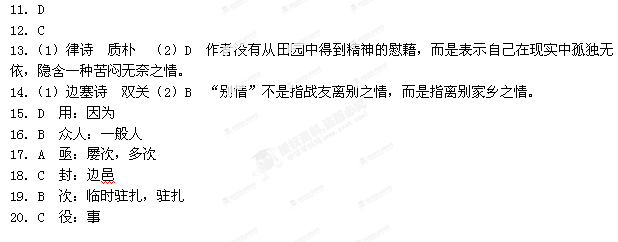 11. D
12. C
13. (1) 律诗  质朴  (2) D  作者没有从田园中得到精神的慰藉，而是表示自己在现实中孤独无
依，隐含一种苦闷无奈之情。
14. (1) 边塞诗  双关 (2) B  “别情”不是指战友离别之情，而是指离别家乡之情。
15. D  用：因为
16. B  众人：一般人
17. A  亟：屡次，多次
18. C  封：边邑
19. B  次：临时驻扎，驻扎
20. C  役：事